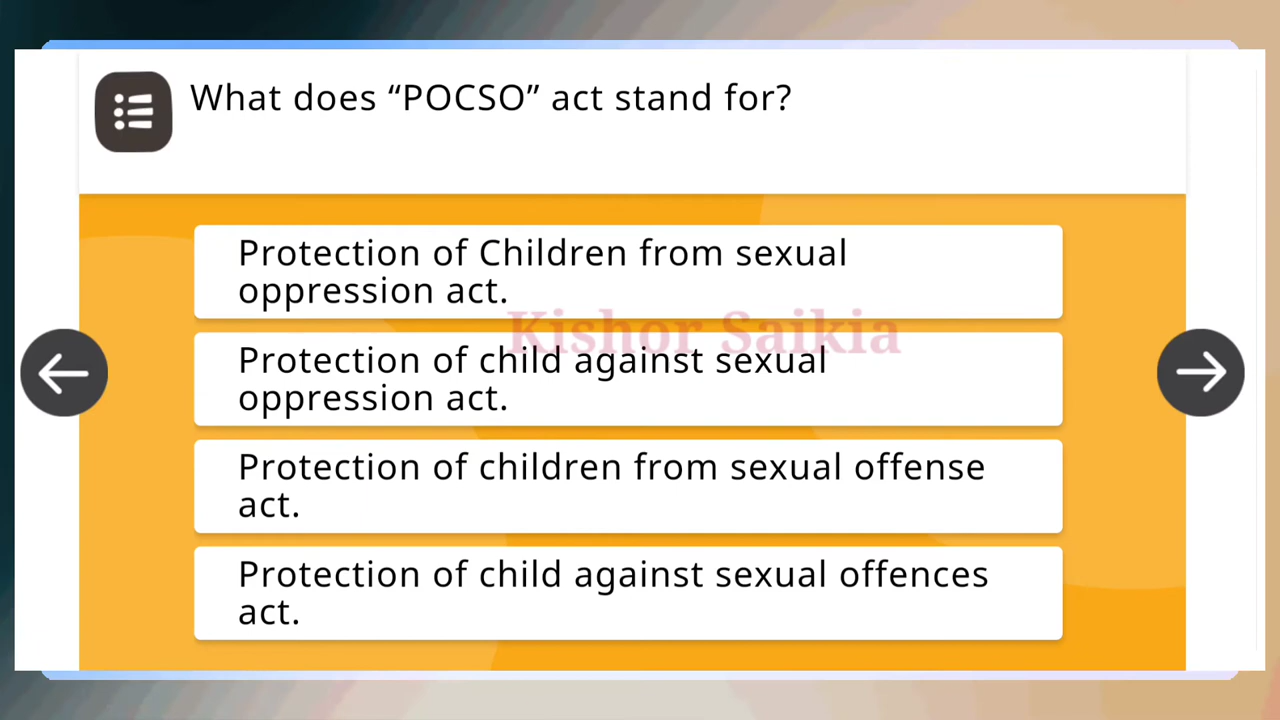 What does “POCSO” act stand for?
Protection of Children from sexual
oppression act.
Kishor Saikia
Protection of child against sexual
oppression act.
Protection of children from sexual offense
act.
Protection of child against sexual offences
act.